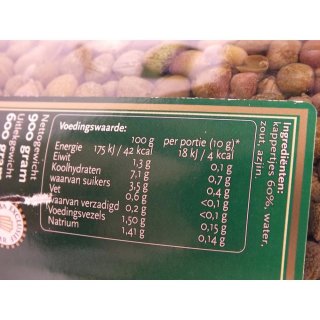 Voedingswaarde:
100 g per portie (10 g)*
Energie 175 kJ / 42 kcal 18 kJ / 4 kcal
Eiwit 1,3 g 0,1 g
Koolhydraten 7,1 g 0,7 g
waarvan suikers 3,5 g 0,4 g
Vet 0,6 g <0,1 g
waarvan verzadigd 0,2 g <0,1 g
Voedingsvezels 1,50 g 0,15 g
Natrium 1,41 g 0,14 g
Ingrediënten:
kappertjes 60%, water,
zout, azijn.
Nettogewicht
900 gram
Uitlekgewicht
600 gram